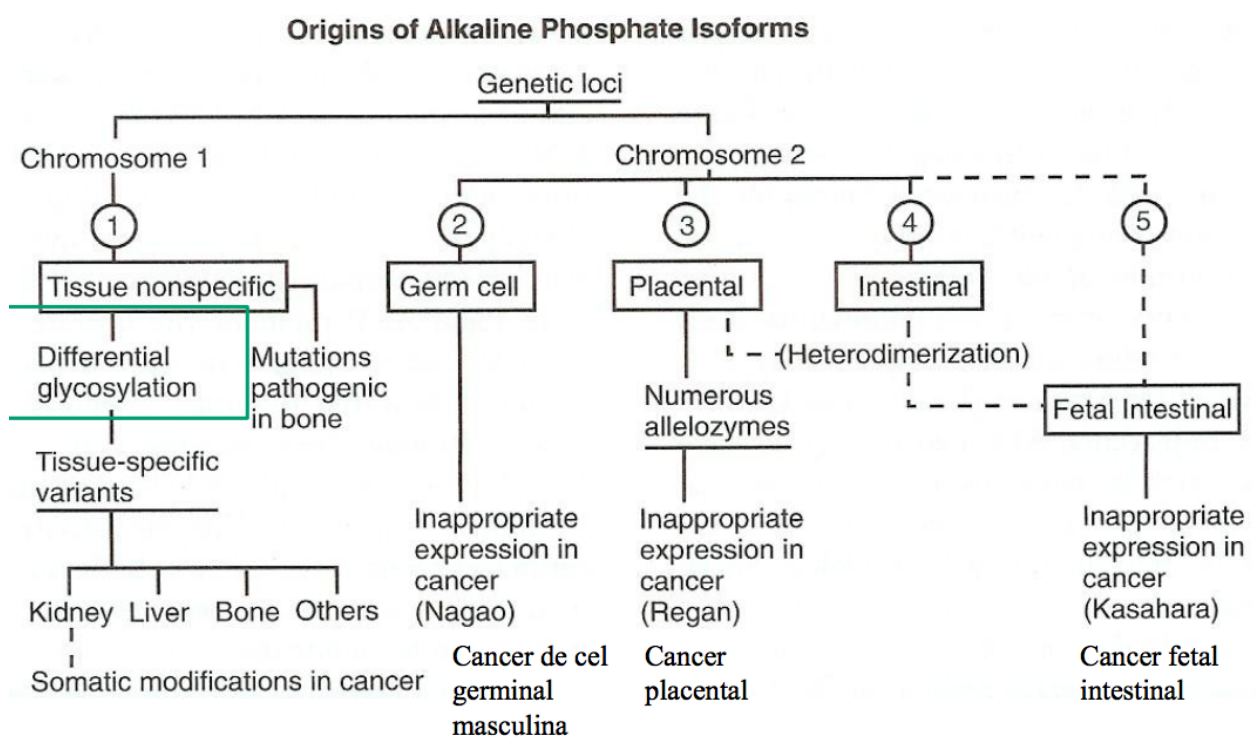 Origins of Alkaline Phosphate Isoforms
Genetic loci
Chromosome 1
Chromosome 2
1
2
3
4
5
Tissue nonspecific
Germ cell
Placental
Intestinal
Differential
glycosylation
Mutations
pathogenic
in bone
(Heterodimerization)
Numerous
allelozymes
Fetal Intestinal
Tissue-specific
variants
Inappropriate
expression in
cancer
(Nagao)
Inappropriate
expression in
cancer
(Regan)
Inappropriate
expression in
cancer
(Kasahara)
Kidney
Liver
Bone
Others
Somatic modifications in cancer
Cancer de cel
germinal
masculina
Cancer
placental
Cancer fetal
intestinal